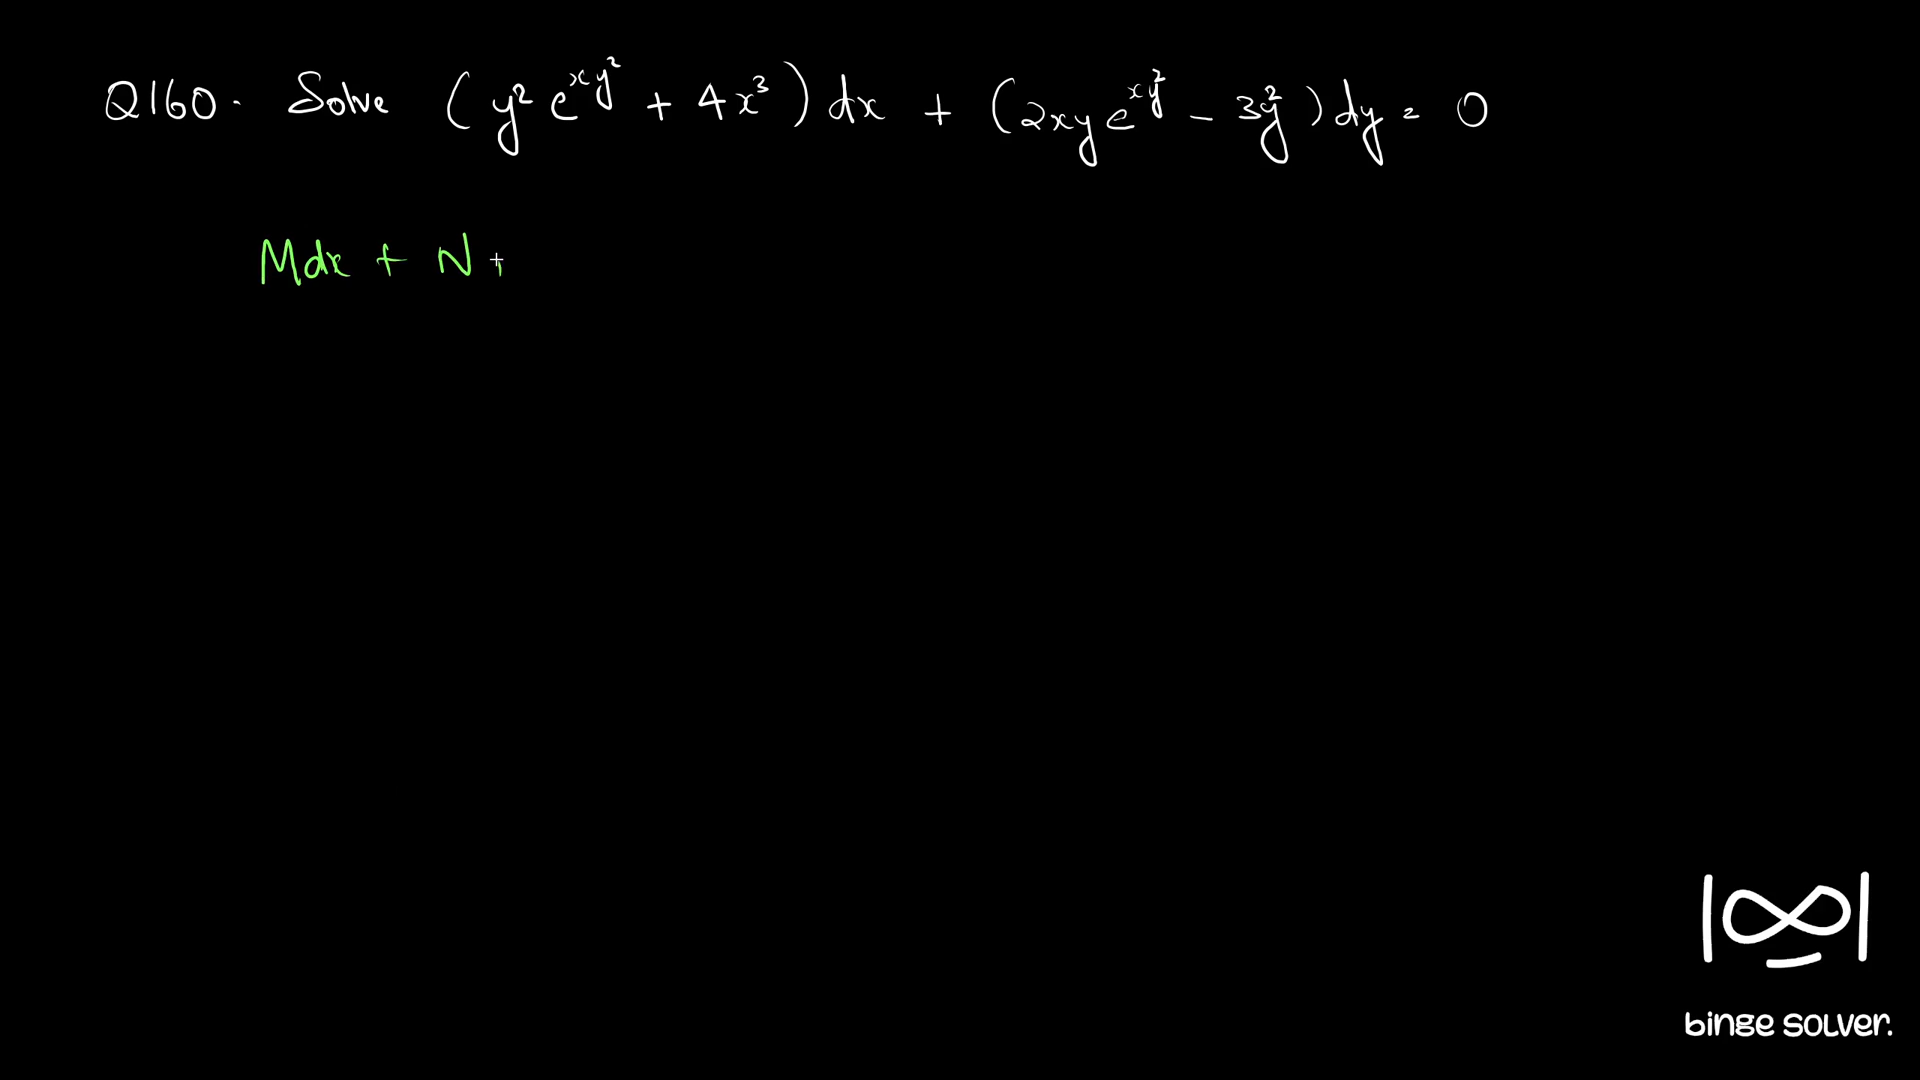 Q160. Solve (y² e^{xy²} + 4x³) dx + (2xy e^{xy²} - 3y²) dy = 0
Mdx + N
binge solver.